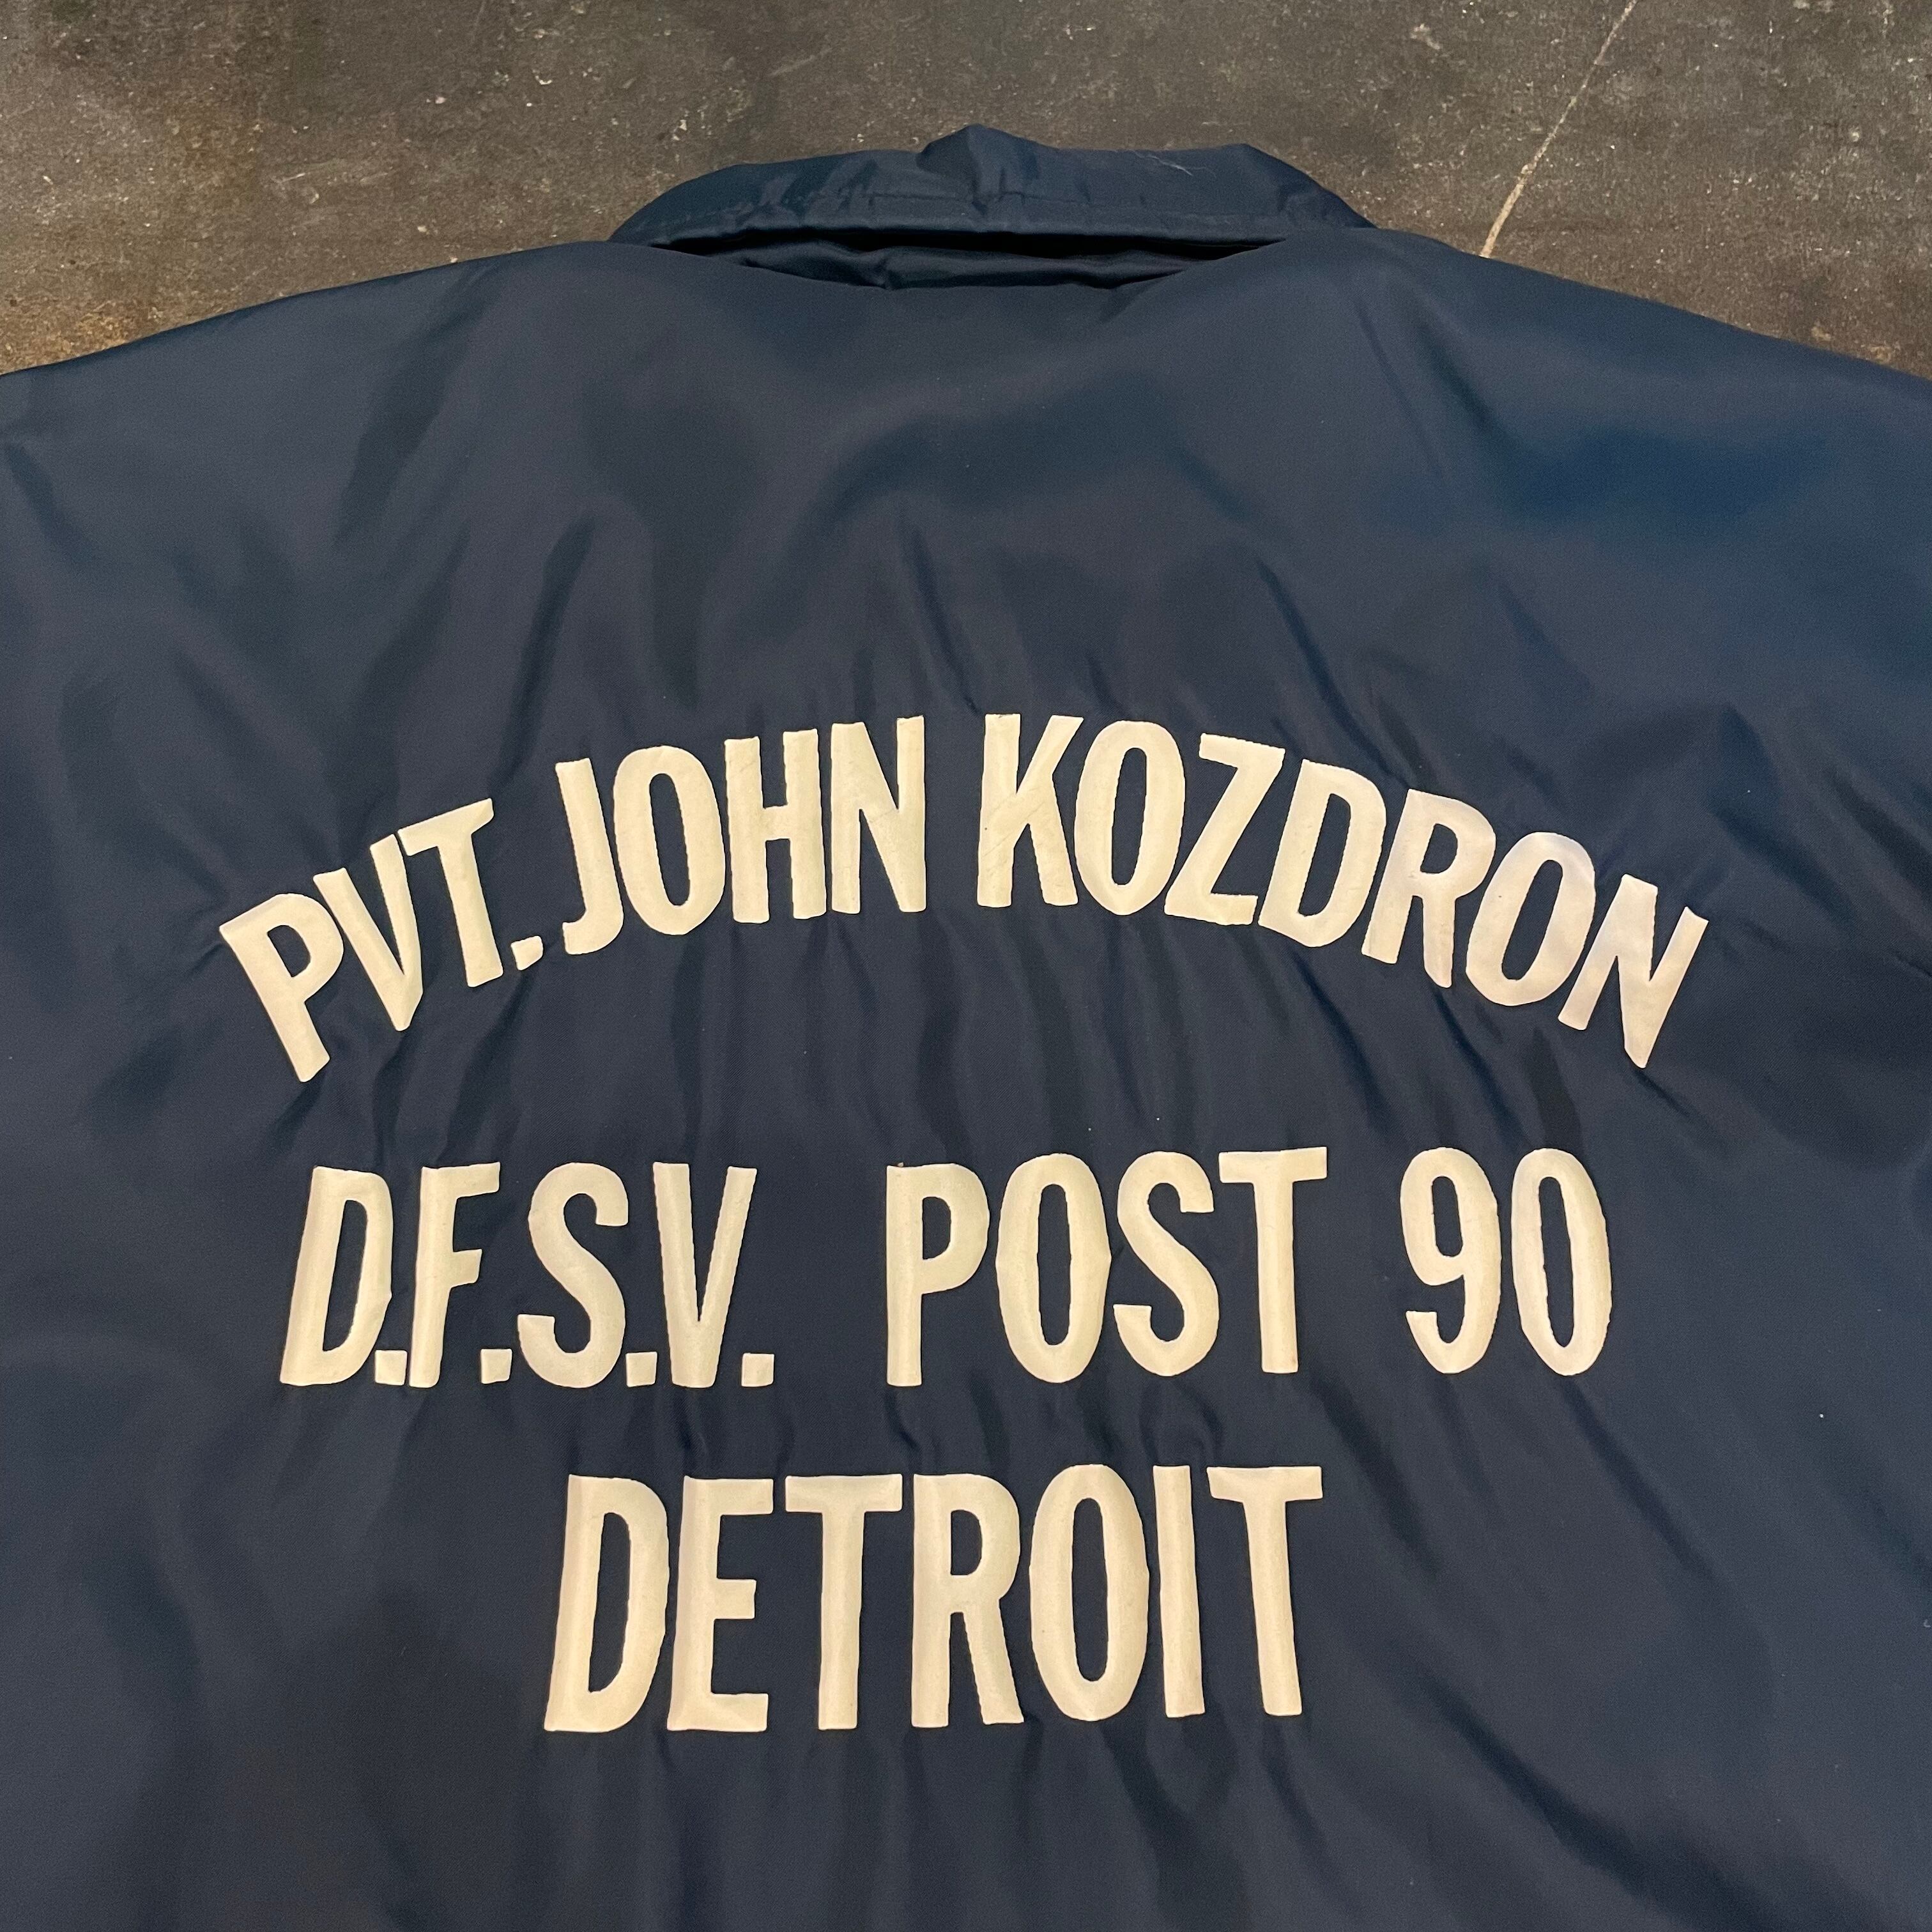 PVT. JOHN KOZDRON
D.F.S.V. POST 90
DETROIT